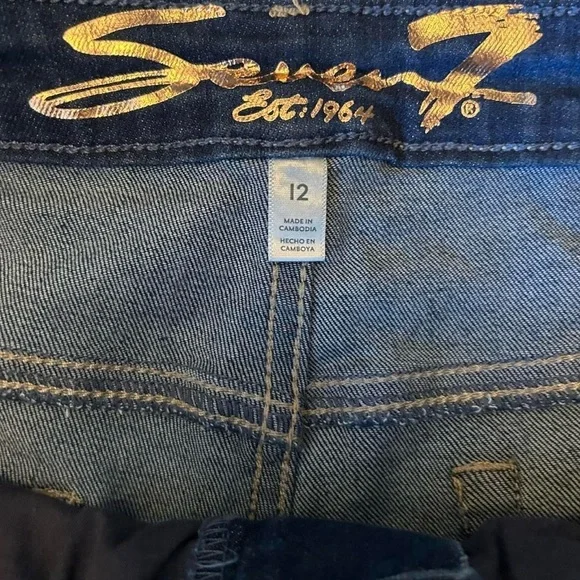 Seven7®
Est: 1964
12
MADE IN
CAMBODIA
HECHO EN
CAMBOYA